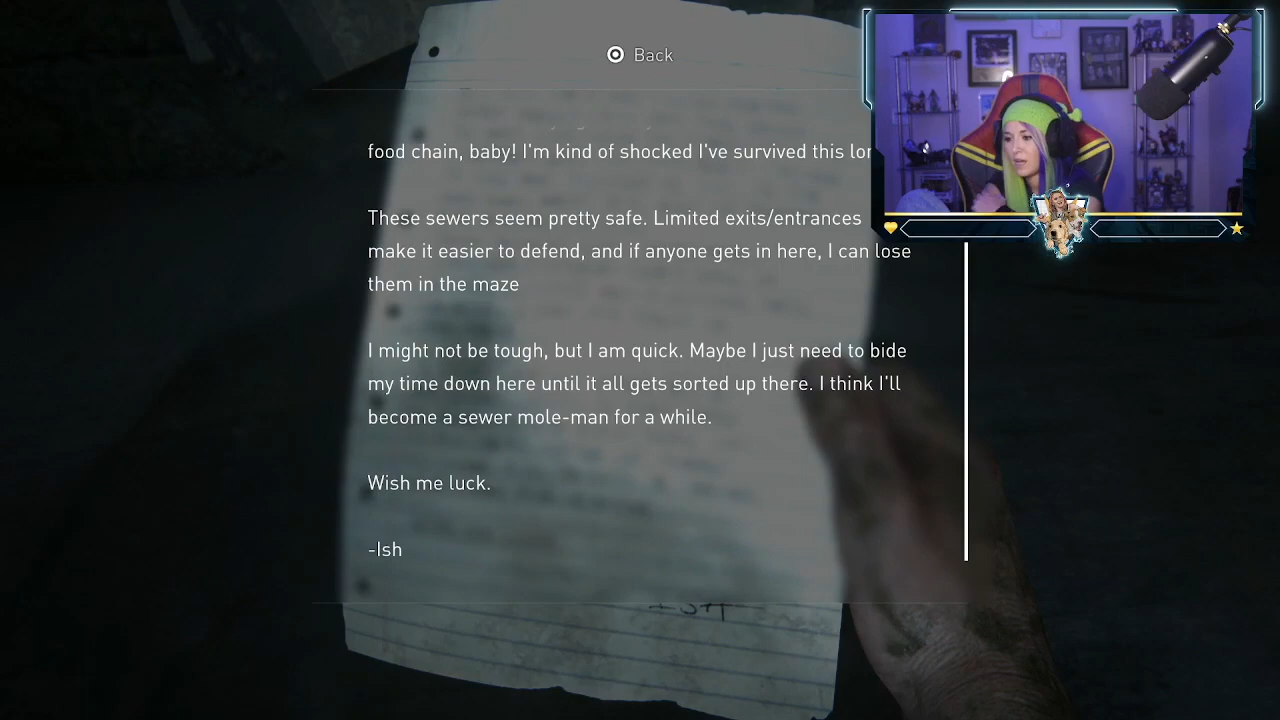 Back
food chain, baby! I'm kind of shocked I've survived this
These sewers seem pretty safe. Limited exits/entrances
make it easier to defend, and if anyone gets in here, I can lose
them in the maze
I might not be tough, but I am quick. Maybe I just need to bide
my time down here until it all gets sorted up there. I think I'll
become a sewer mole-man for a while.
Wish me luck.
-Ish